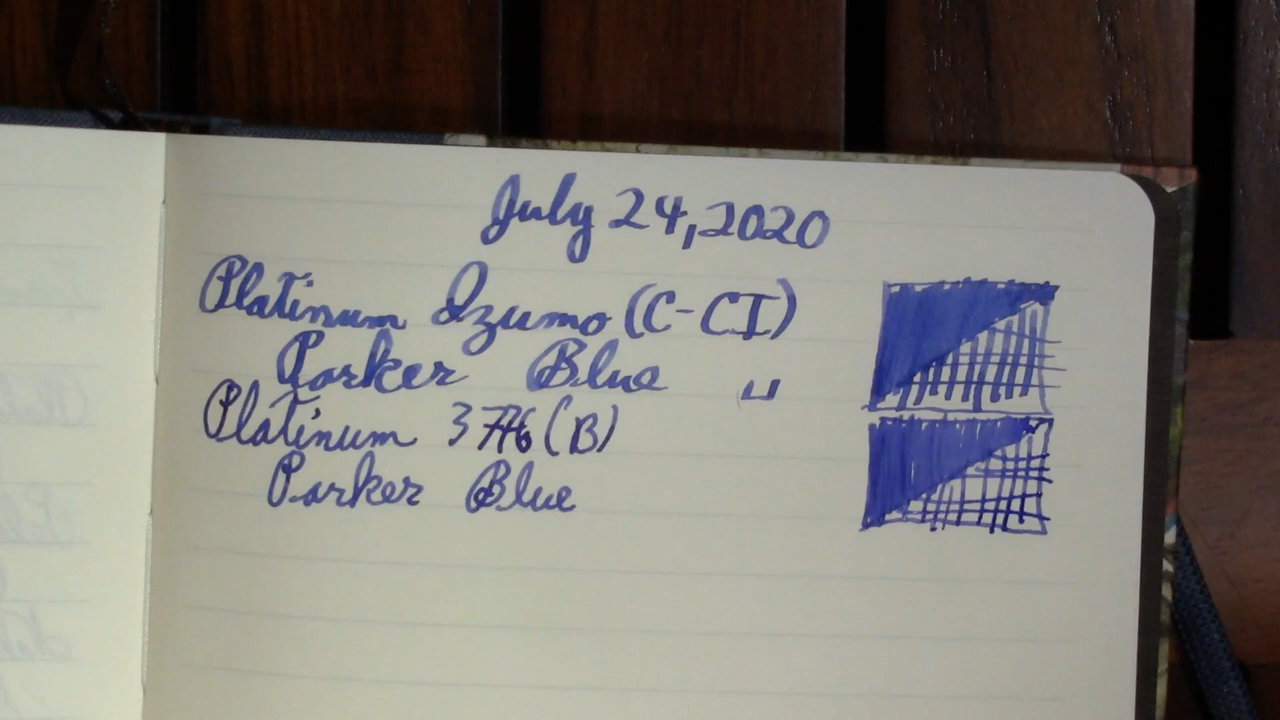 July 24, 2020
Platinum Izumo (C-CI)
Parker Blue
Platinum 3776 (B)
Parker Blue